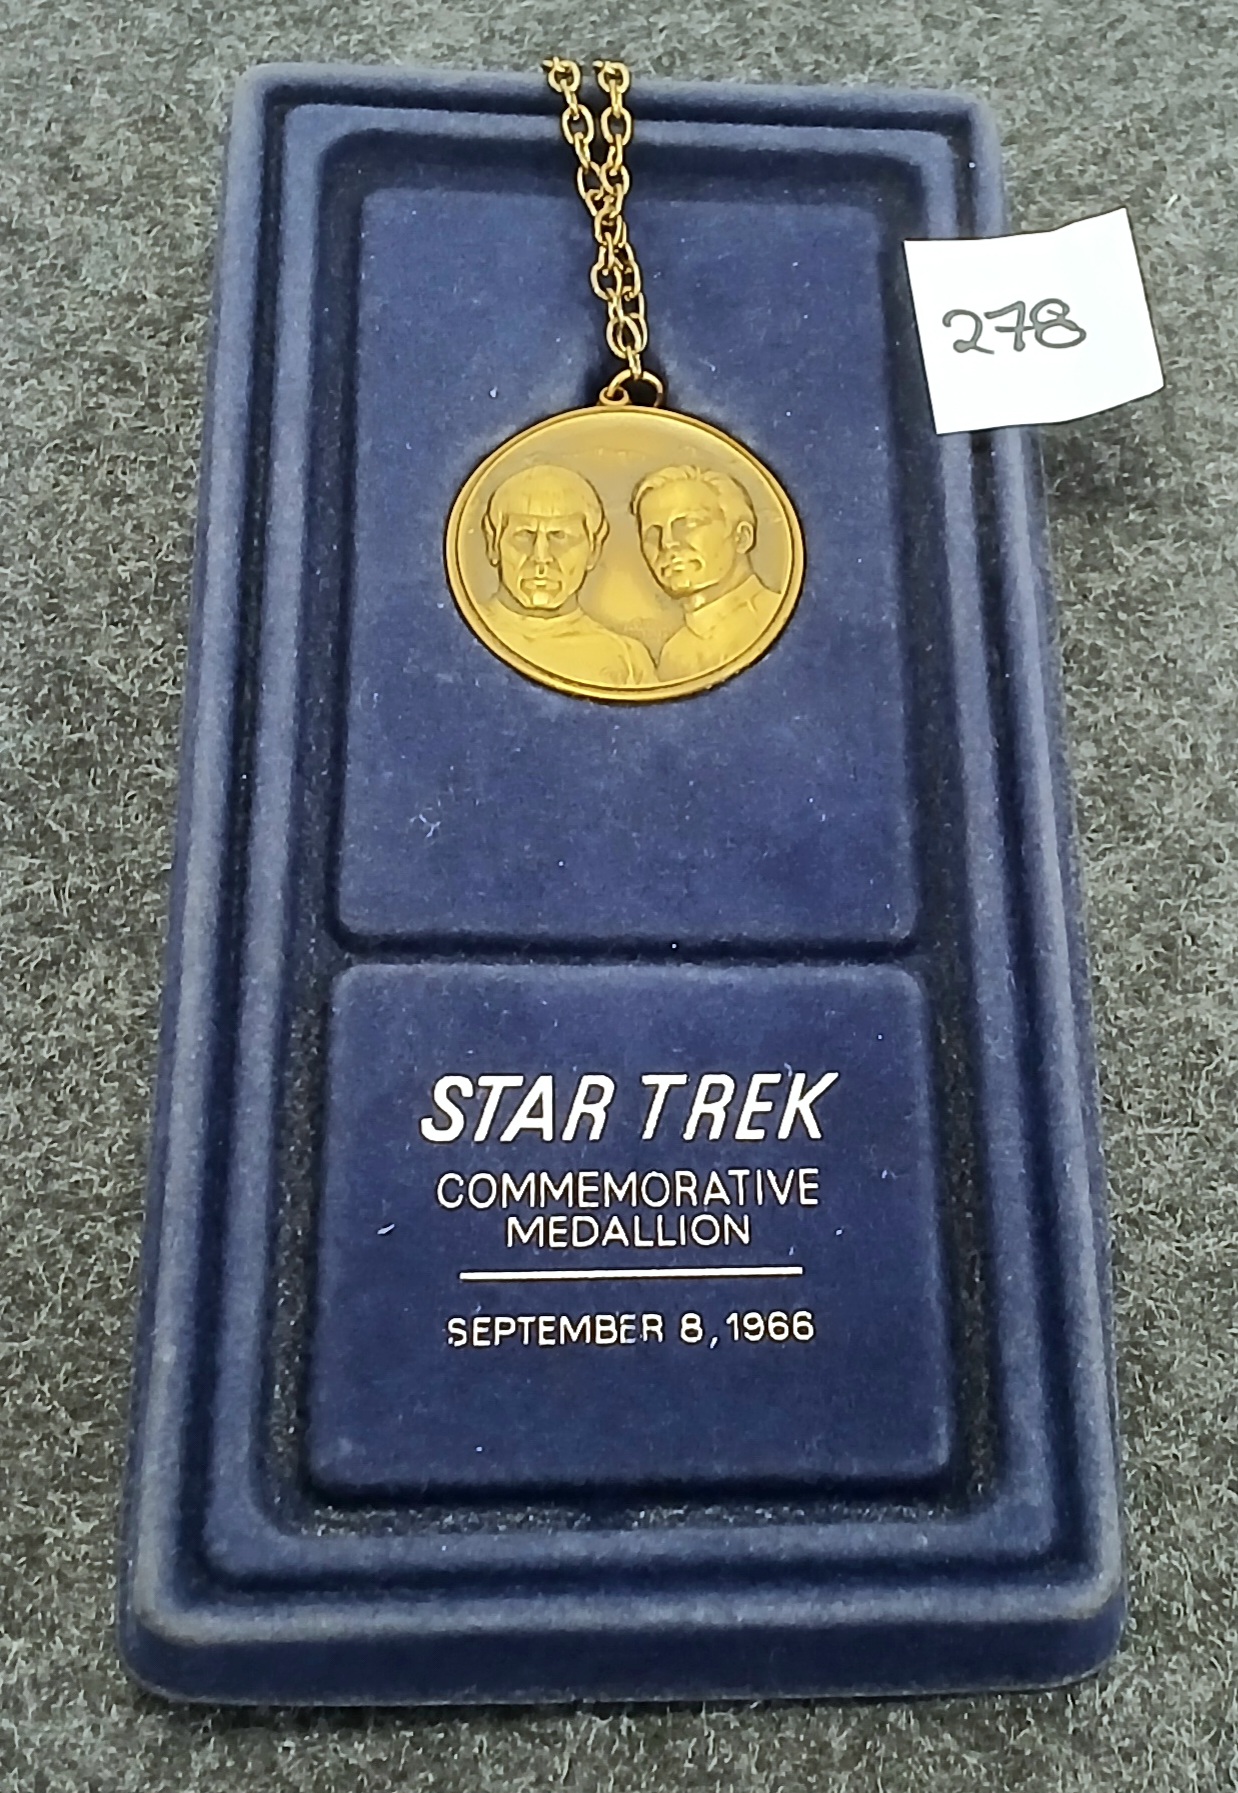 278
STAR TREK
COMMEMORATIVE
MEDALLION
SEPTEMBER 8, 1966